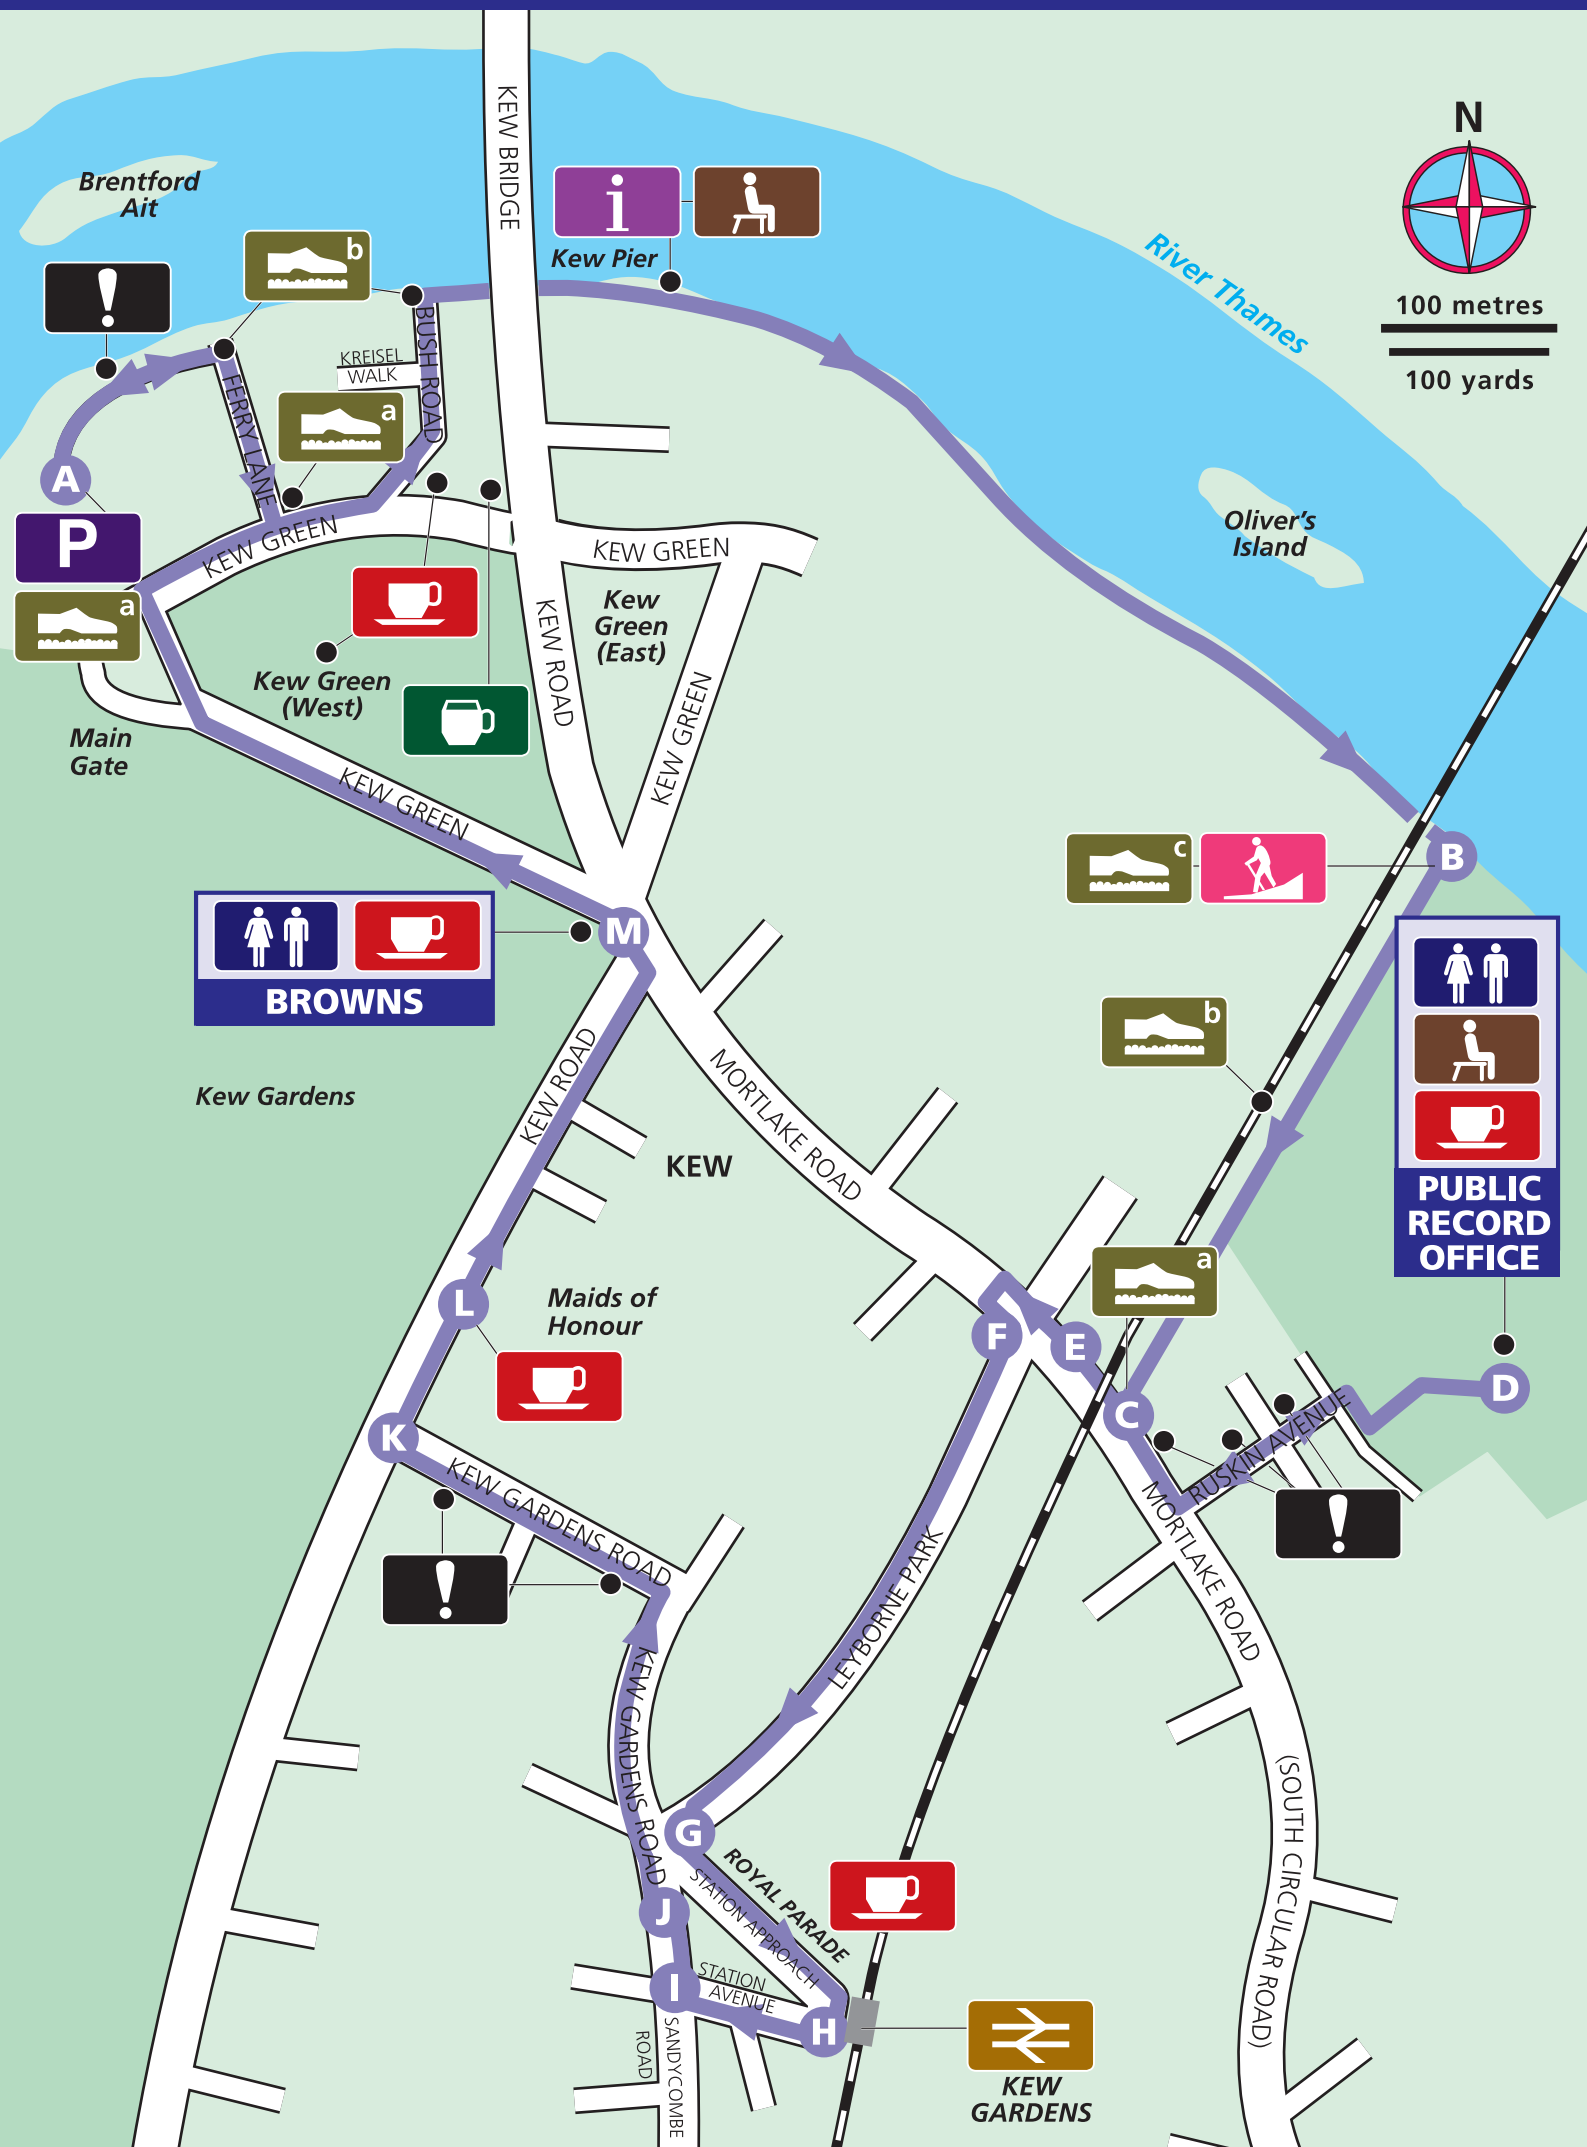 N
100 metres
100 yards
KEW BRIDGE
Brentford
Ait
i
Kew Pier
River Thames
b
!
BUSH ROAD
KREISEL
WALK
FERRY LANE
a
A
P
a
KEW GREEN
KEW GREEN
Oliver's
Island
Kew
Green
(East)
KEW ROAD
KEW GREEN
Kew Green
(West)
Main
Gate
KEW GREEN
c
B
M
BROWNS
b
Kew Gardens
KEW ROAD
KEW
MORTLAKE ROAD
PUBLIC
RECORD
OFFICE
a
L
Maids of
Honour
F
E
C
D
RUSKIN AVENUE
K
KEW GARDENS ROAD
MORTLAKE ROAD
!
!
LEYBORNE PARK
KEW GARDENS ROAD
(SOUTH CIRCULAR ROAD)
G
ROYAL PARADE
STATION APPROACH
J
STATION
AVENUE
I
H
SANDYCOMBE
ROAD
KEW
GARDENS